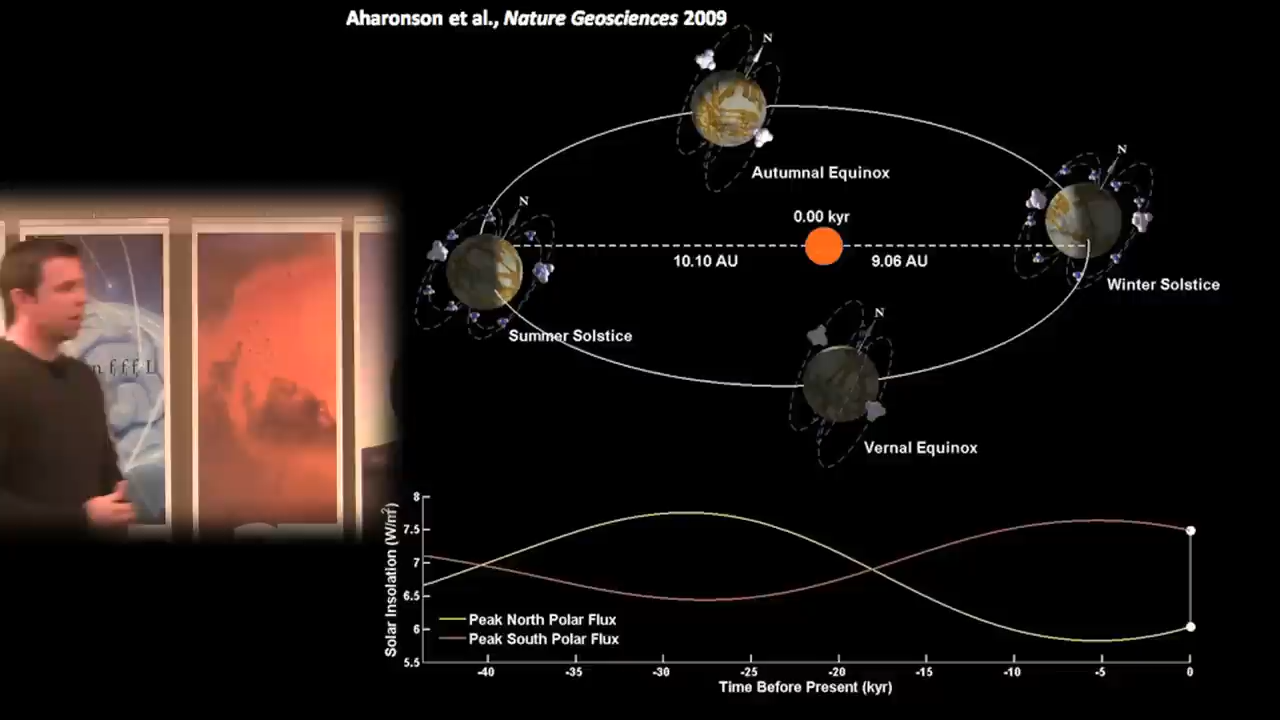 Aharonson et al., Nature Geosciences 2009
N
Autumnal Equinox
N
N
0.00 kyr
10.10 AU
9.06 AU
Winter Solstice
Summer Solstice
N
Vernal Equinox
8
7.5
7
6.5
6
5.5
Solar Insolation (W/m²)
Peak North Polar Flux
Peak South Polar Flux
-40 -35 -30 -25 -20 -15 -10 -5 0
Time Before Present (kyr)